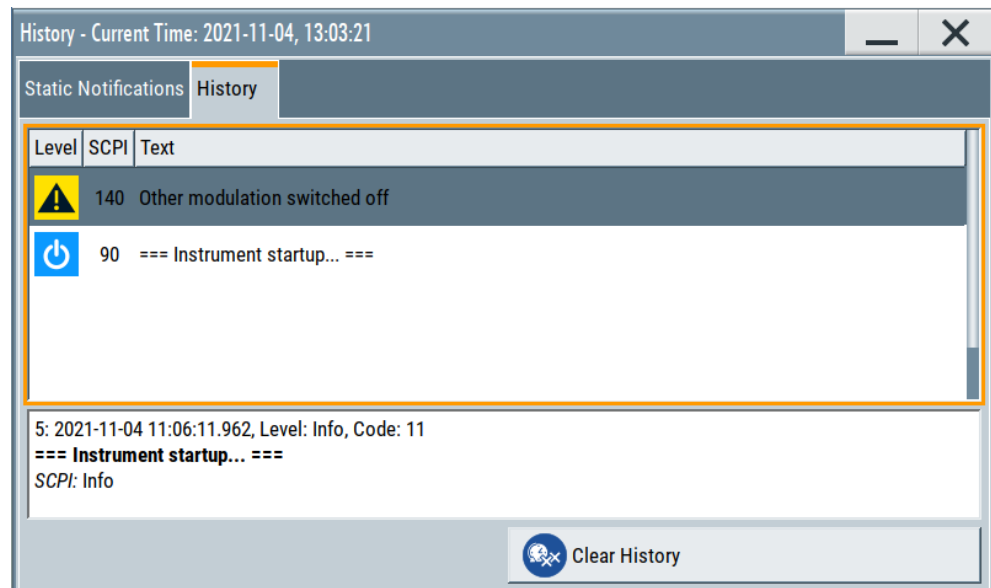 History - Current Time: 2021-11-04, 13:03:21
Static Notifications History
Level SCPI Text
140 Other modulation switched off
90 === Instrument startup... ===
5: 2021-11-04 11:06:11.962, Level: Info, Code: 11
=== Instrument startup... ===
SCPI: Info
Clear History